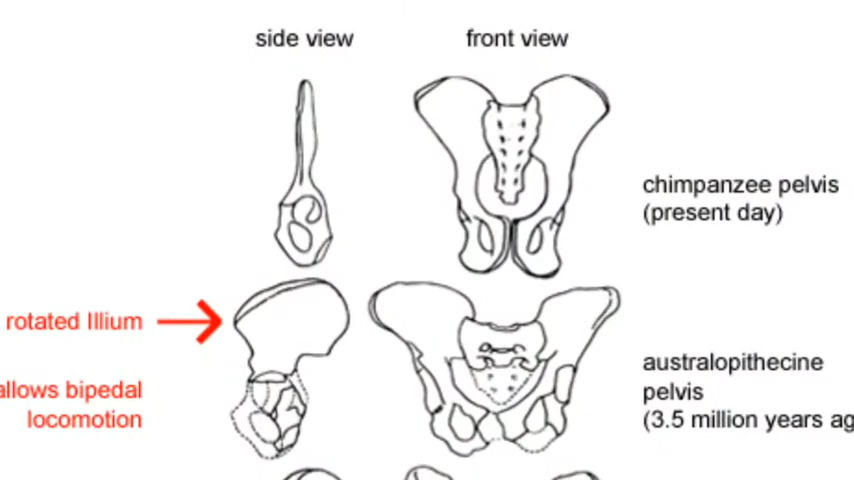 side view
front view
chimpanzee pelvis
(present day)
rotated Illium
allows bipedal
locomotion
australopithecine
pelvis
(3.5 million years ag